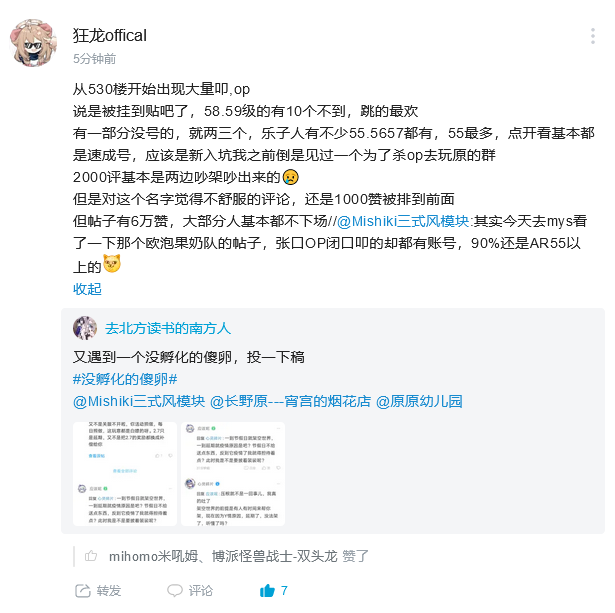 狂龙offical
5分钟前
从530楼开始出现大量叩,op
说是被挂到贴吧了，58.59级的有10个不到，跳的最欢
有一部分没号的，就两三个，乐子人有不少55.5657都有，55最多，点开看基本都
是速成号，应该是新入坑我之前倒是见过一个为了杀op去玩原的群
2000评基本是两边吵架吵出来的
但是对这个名字觉得不舒服的评论，还是1000赞被排到前面
但帖子有6万赞，大部分人基本都不下场//@Mishiki三式风模块:其实今天去mys看
了一下那个欧泡果奶队的帖子，张口OP闭口叩的却都有账号，90%还是AR55以
上的
收起
去北方读书的南方人
又遇到一个没孵化的傻卵，投一下稿
#没孵化的傻卵#
@Mishiki三式风模块 @长野原---宵宫的烟花店 @原原幼儿园
mihomo米吼姆、博派怪兽战士-双头龙 赞了
转发
评论
7